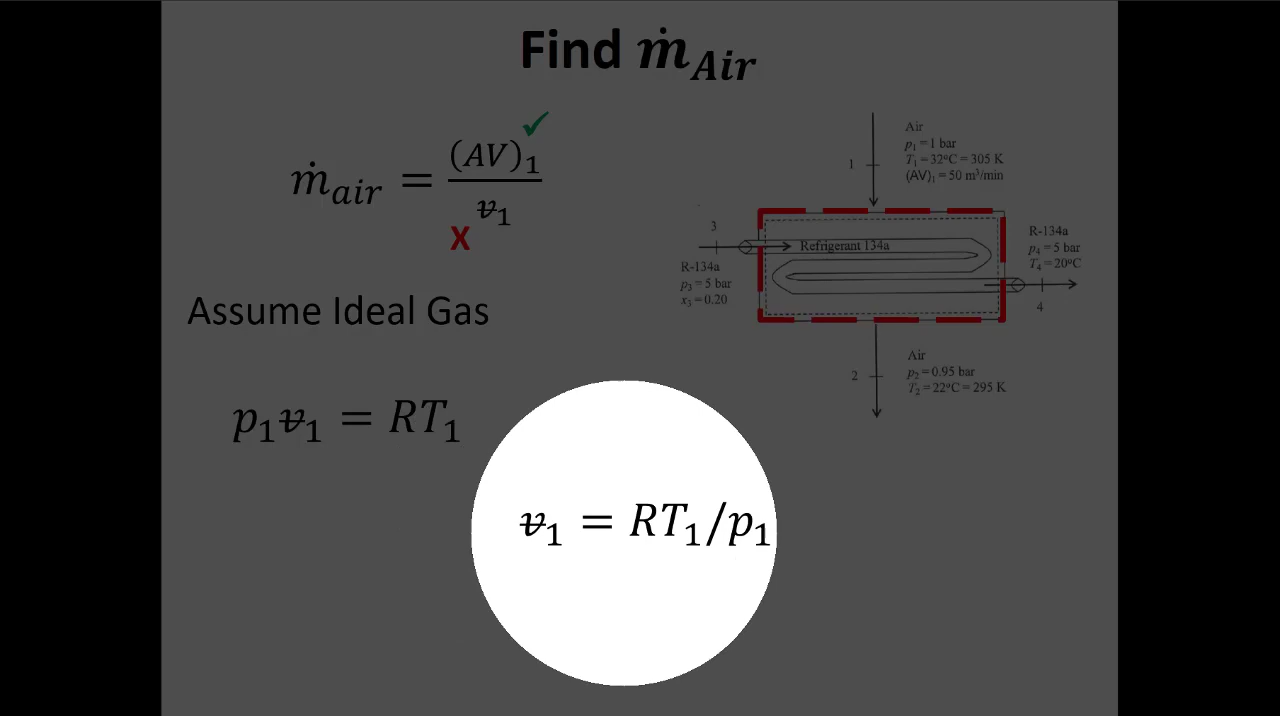 Find ṁ_Air
ṁ_air = (AV)_1 / v_1
✓
X
Assume Ideal Gas
p_1v_1 = RT_1
v_1 = RT_1/p_1
Air
p_1 = 1 bar
T_1 = 32°C = 305 K
(AV)_1 = 50 m³/min
1
3
Refrigerant 134a
R-134a
p_3 = 5 bar
x_3 = 0.20
R-134a
p_4 = 5 bar
T_4 = 20°C
4
2
Air
p_2 = 0.95 bar
T_2 = 22°C = 295 K